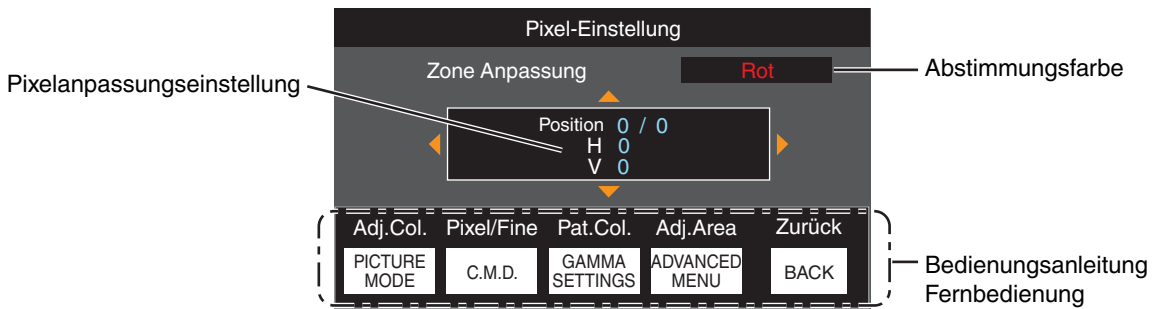 Pixel-Einstellung
Zone Anpassung
Rot
Abstimmungsfarbe
Pixelanpassungseinstellung
Position 0 / 0
H 0
V 0
Adj.Col. Pixel/Fine Pat.Col. Adj.Area Zurück
PICTURE MODE
C.M.D.
GAMMA SETTINGS
ADVANCED MENU
BACK
Bedienungsanleitung
Fernbedienung